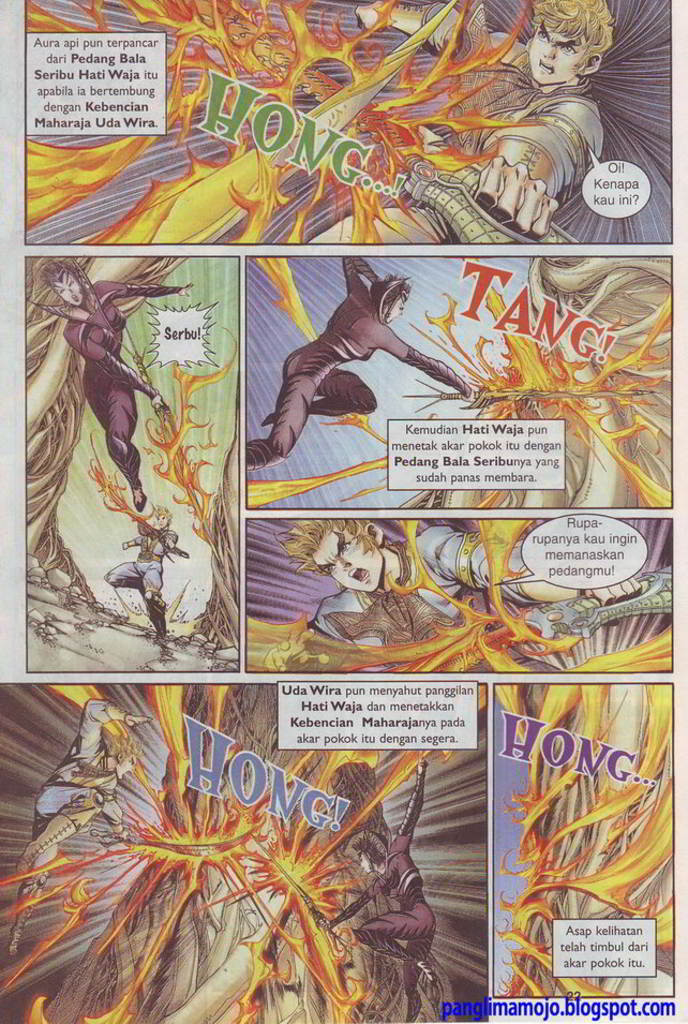 Aura api pun terpancar
dari Pedang Bala
Seribu Hati Waja itu
apabila ia bertembung
dengan Kebencian
Maharaja Uda Wira.
HONG...!
Oi!
Kenapa
kau ini?
Serbu!
TANG!
Kemudian Hati Waja pun
menetak akar pokok itu dengan
Pedang Bala Seribunya yang
sudah panas membara.
Rupa-
rupanya kau ingin
memanaskan
pedangmu!
Uda Wira pun menyahut panggilan
Hati Waja dan menetakkan
Kebencian Maharajanya pada
akar pokok itu dengan segera.
HONG!
HONG...
Asap kelihatan
telah timbul dari
akar pokok itu.
panglimamojo.blogspot.com